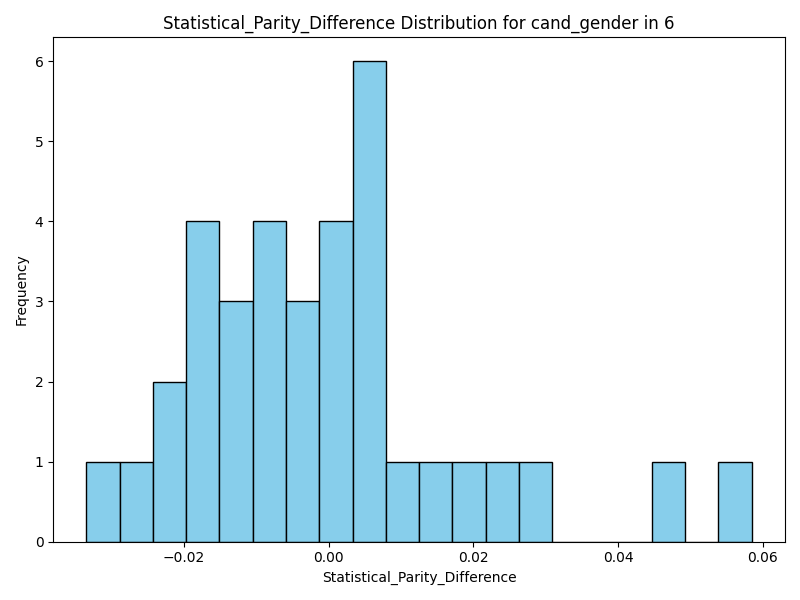 Statistical_Parity_Difference Distribution for cand_gender in 6
6
5
4
3
2
1
0
Frequency
−0.02 0.00 0.02 0.04 0.06
Statistical_Parity_Difference